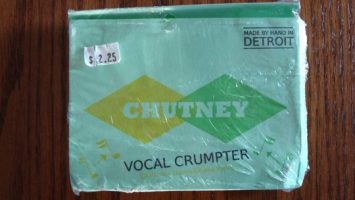 MADE BY HAND IN
DETROIT
$ 2.25
CHUTNEY
VOCAL CRUMPTER